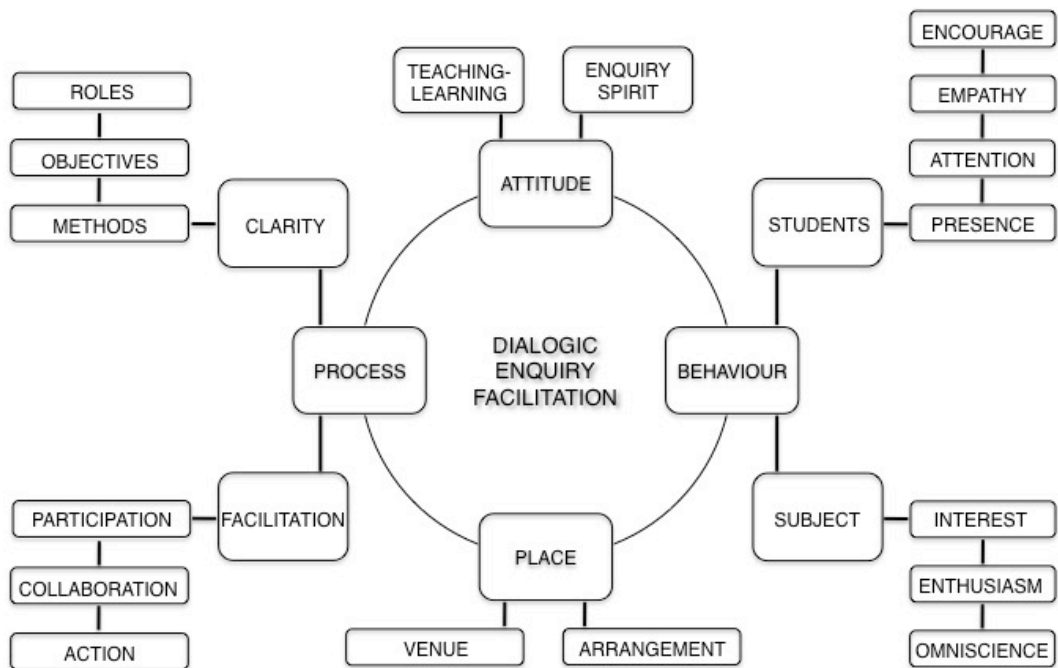 ENCOURAGE
TEACHING-
LEARNING
ENQUIRY
SPIRIT
ROLES
EMPATHY
OBJECTIVES
ATTENTION
ATTITUDE
METHODS
CLARITY
STUDENTS
PRESENCE
DIALOGIC
ENQUIRY
FACILITATION
PROCESS
BEHAVIOUR
PARTICIPATION
FACILITATION
SUBJECT
INTEREST
PLACE
COLLABORATION
ENTHUSIASM
VENUE
ARRANGEMENT
ACTION
OMNISCIENCE